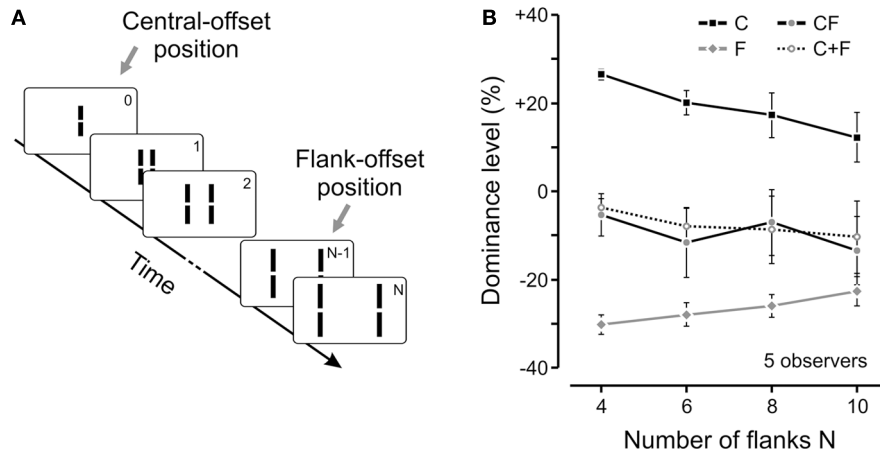 A
Central-offset
position
0
1
2
Flank-offset
position
N-1
N
Time
B
+40
+20
0
-20
-40
Dominance level (%)
C
CF
F
C+F
5 observers
4 6 8 10
Number of flanks N